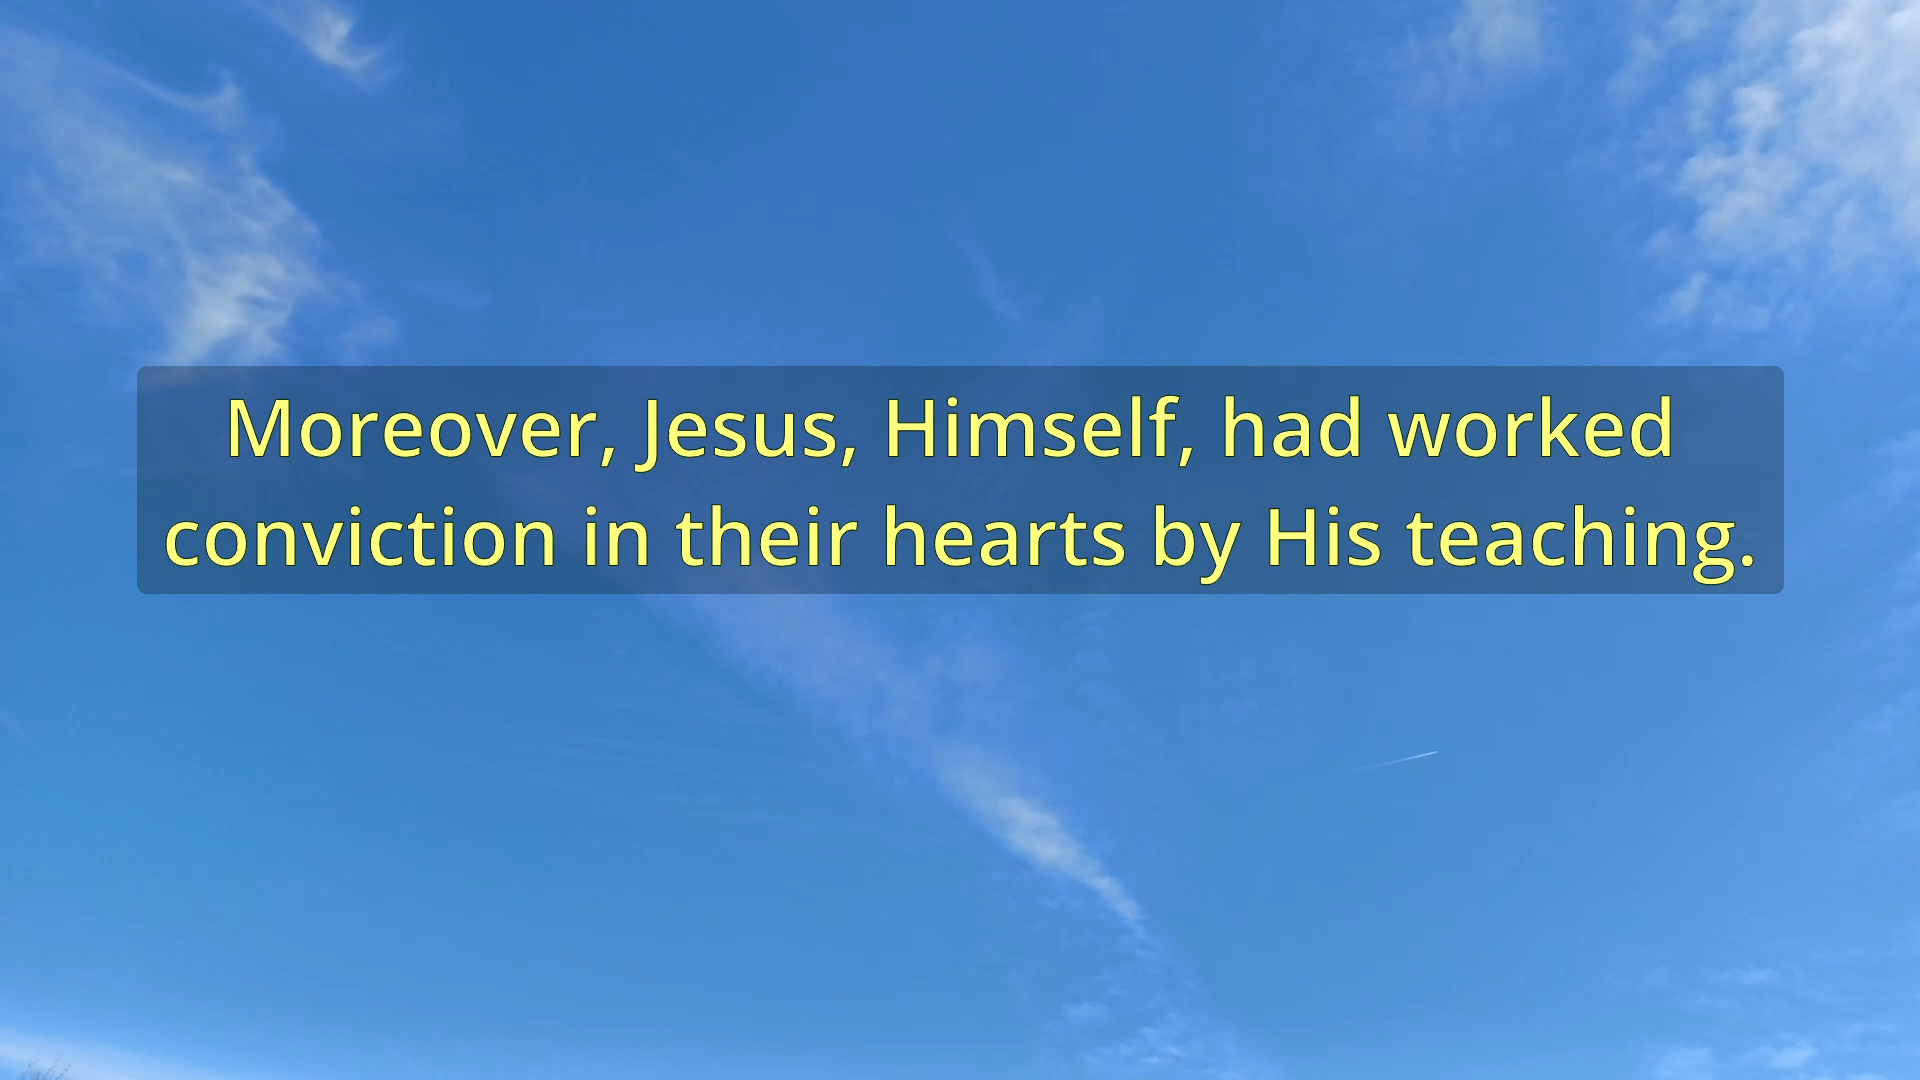 Moreover, Jesus, Himself, had worked
conviction in their hearts by His teaching.